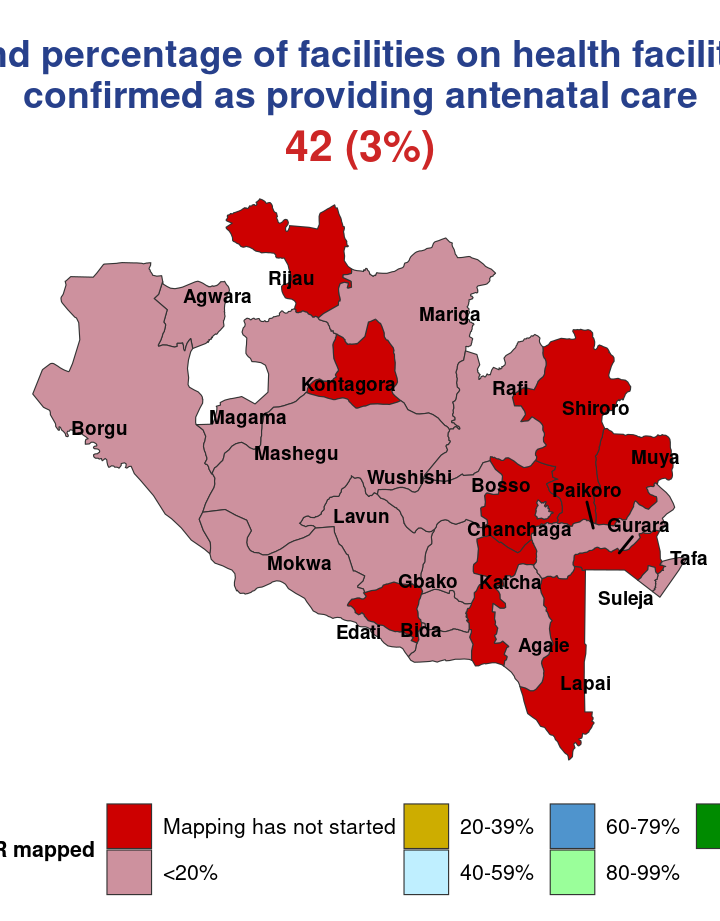 nd percentage of facilities on health facilit
confirmed as providing antenatal care
42 (3%)
Rijau
Agwara
Mariga
Kontagora
Rafi
Magama
Shiroro
Borgu
Mashegu
Muya
Wushishi
Bosso
Paikoro
Lavun
Chanchaga
Gurara
Mokwa
Tafa
Gbako
Katcha
Suleja
Edati
Bida
Agaie
Lapai
R mapped
Mapping has not started
20-39%
60-79%
<20%
40-59%
80-99%